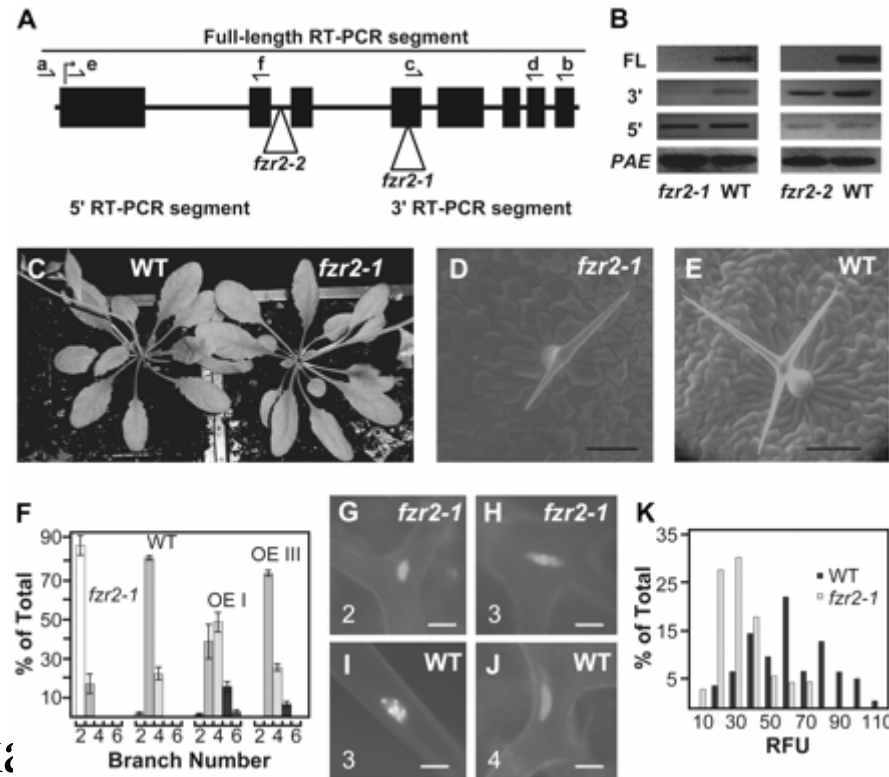 A
Full-length RT-PCR segment
a e f c d b
fzr2-2
fzr2-1
5' RT-PCR segment 3' RT-PCR segment
B
FL
3'
5'
PAE
fzr2-1 WT fzr2-2 WT
C WT fzr2-1
D fzr2-1
E WT
F
% of Total
90
70
50
30
10
fzr2-1
WT
OE I
OE III
2 4 6 2 4 6 2 4 6 2 4 6
Branch Number
G fzr2-1
2
H fzr2-1
3
I WT
3
J WT
4
K
% of Total
35
25
15
5
WT
fzr2-1
10 30 50 70 90 110
RFU